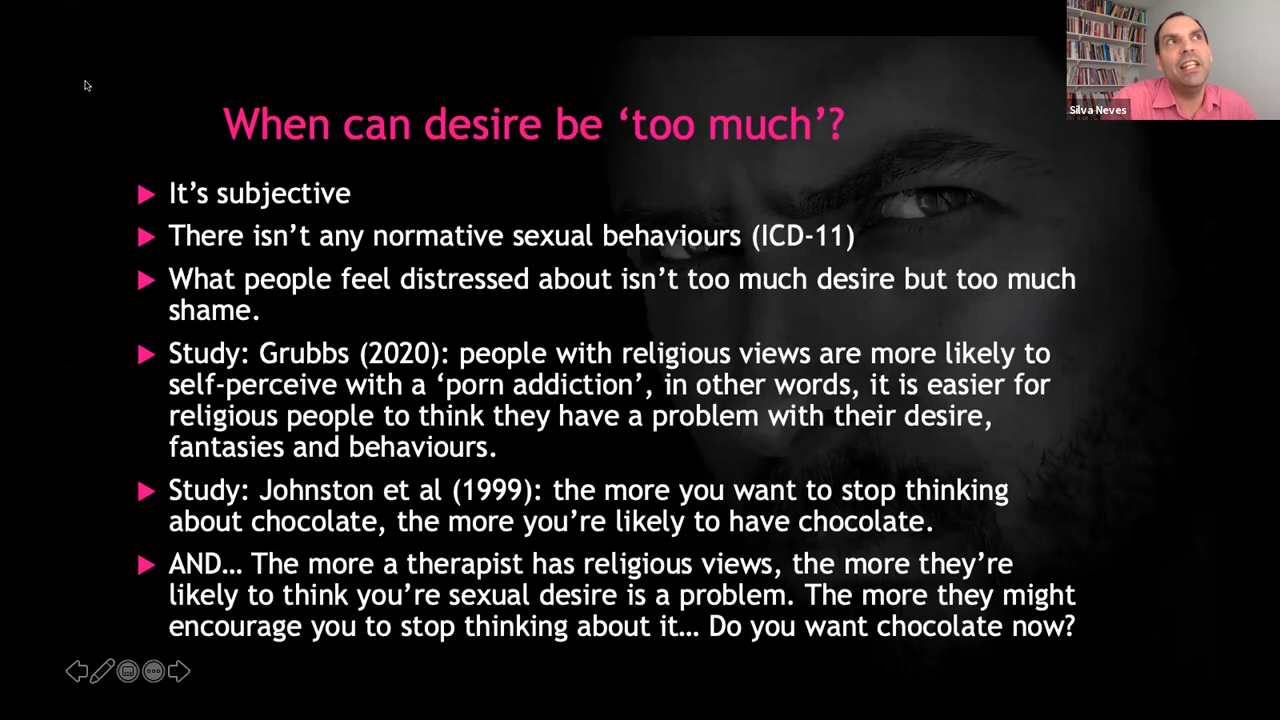 Silva Neves
When can desire be ‘too much’?
It’s subjective
There isn’t any normative sexual behaviours (ICD-11)
What people feel distressed about isn’t too much desire but too much
shame.
Study: Grubbs (2020): people with religious views are more likely to
self-perceive with a ‘porn addiction’, in other words, it is easier for
religious people to think they have a problem with their desire,
fantasies and behaviours.
Study: Johnston et al (1999): the more you want to stop thinking
about chocolate, the more you’re likely to have chocolate.
AND… The more a therapist has religious views, the more they’re
likely to think you’re sexual desire is a problem. The more they might
encourage you to stop thinking about it… Do you want chocolate now?